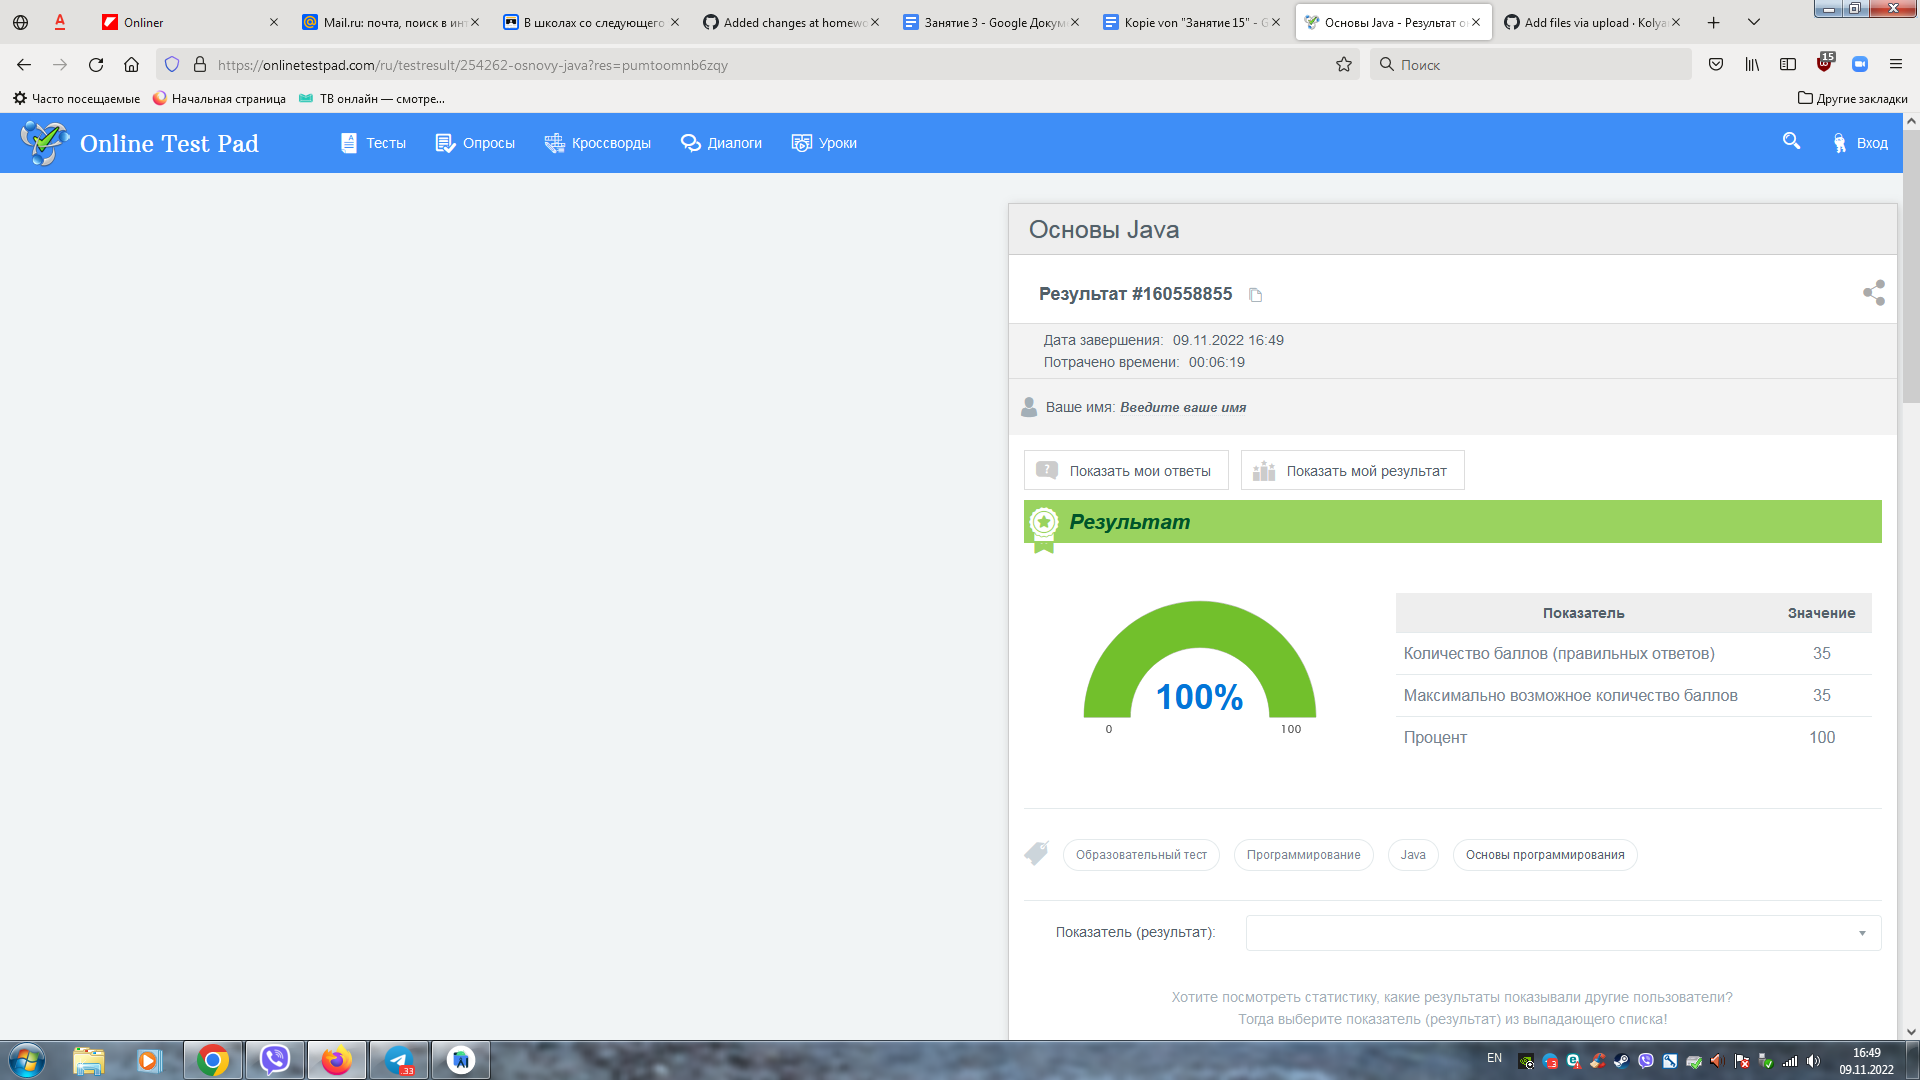 Onliner
Mail.ru: почта, поиск в инт
В школах со следующего
Added changes at homewo
Занятие 3 - Google Докум
Kopie von "Занятие 15" - G
Основы Java - Результат о
Add files via upload · Kolya
https://onlinetestpad.com/ru/testresult/254262-osnovy-java?res=pumtoomnb6zqy
Поиск
15
Часто посещаемые
Начальная страница
ТВ онлайн — смотре...
Другие закладки
Online Test Pad
Тесты
Опросы
Кроссворды
Диалоги
Уроки
Вход
Основы Java
Результат #160558855
Дата завершения: 09.11.2022 16:49
Потрачено времени: 00:06:19
Ваше имя: Введите ваше имя
Показать мои ответы
Показать мой результат
Результат
100%
0
100
Показатель Значение
Количество баллов (правильных ответов) 35
Максимально возможное количество баллов 35
Процент 100
Образовательный тест
Программирование
Java
Основы программирования
Показатель (результат):
Хотите посмотреть статистику, какие результаты показывали другие пользователи?
Тогда выберите показатель (результат) из выпадающего списка!
33
EN
16:49
09.11.2022